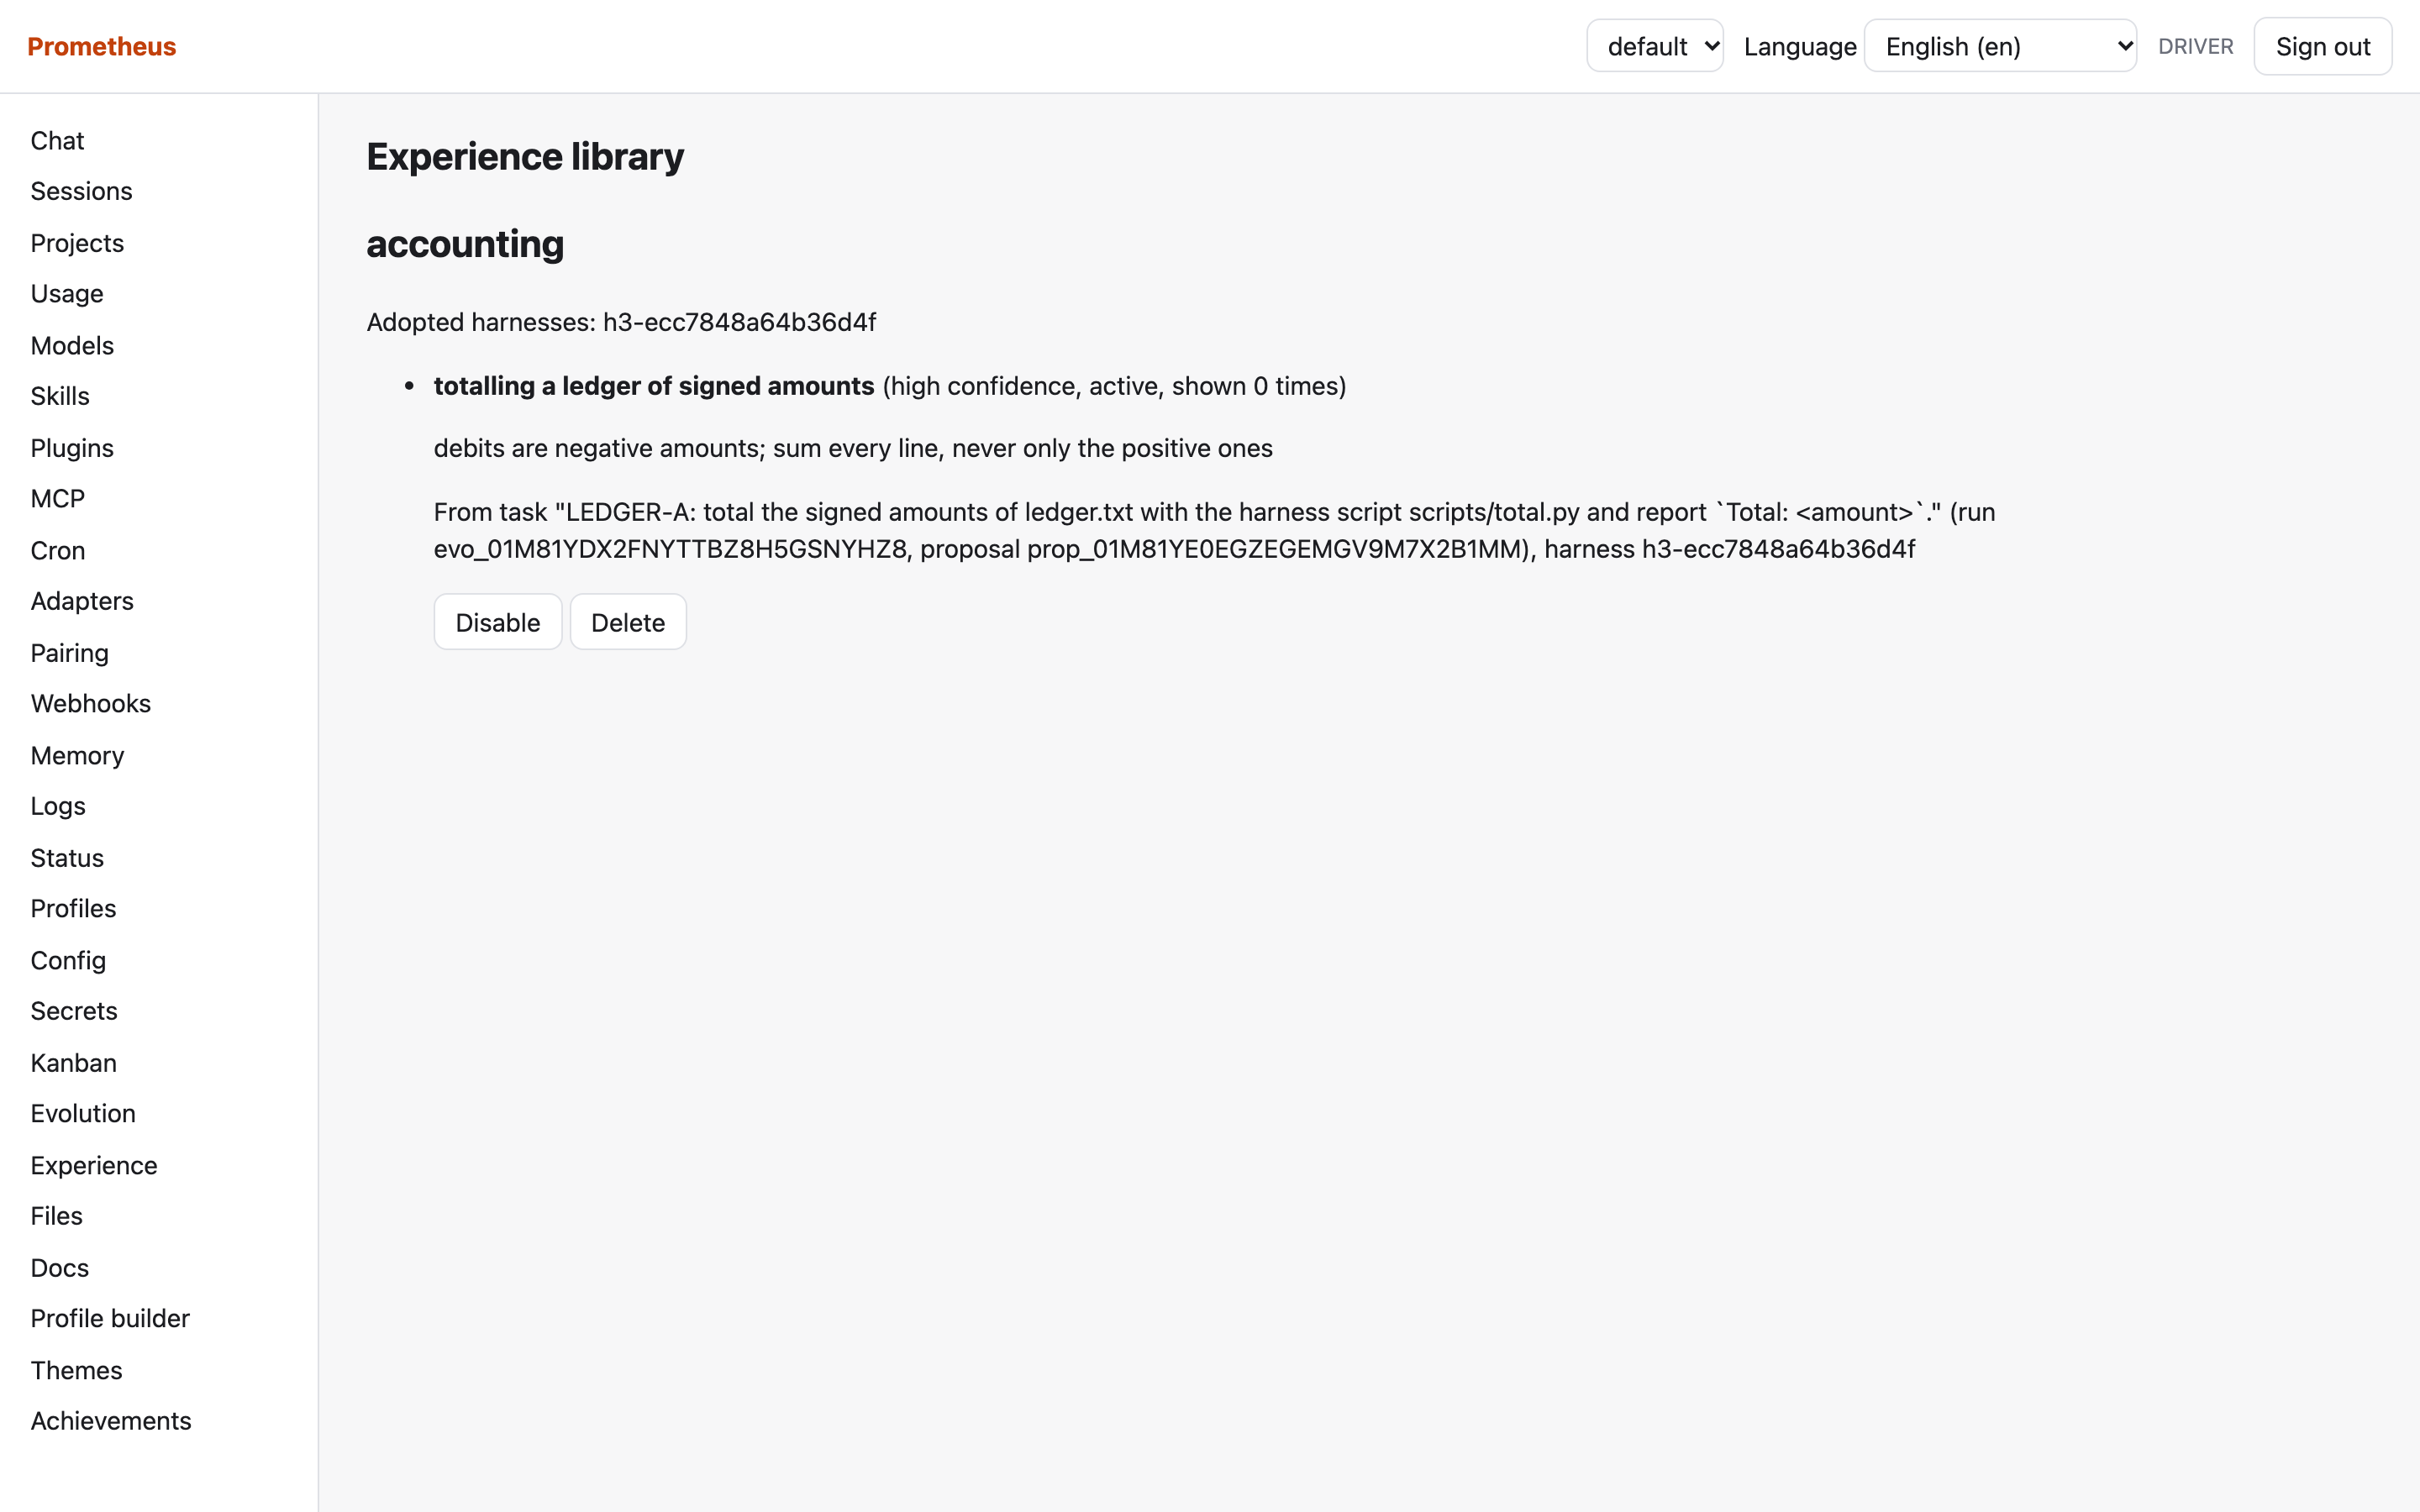 Prometheus
default
Language
English (en)
DRIVER
Sign out
Chat
Sessions
Projects
Usage
Models
Skills
Plugins
MCP
Cron
Adapters
Pairing
Webhooks
Memory
Logs
Status
Profiles
Config
Secrets
Kanban
Evolution
Experience
Files
Docs
Profile builder
Themes
Achievements
Experience library
accounting
Adopted harnesses: h3-ecc7848a64b36d4f
totalling a ledger of signed amounts (high confidence, active, shown 0 times)
debits are negative amounts; sum every line, never only the positive ones
From task "LEDGER-A: total the signed amounts of ledger.txt with the harness script scripts/total.py and report `Total: <amount>`." (run
evo_01M81YDX2FNYTTBZ8H5GSNYHZ8, proposal prop_01M81YE0EGZEGEMGV9M7X2B1MM), harness h3-ecc7848a64b36d4f
Disable
Delete